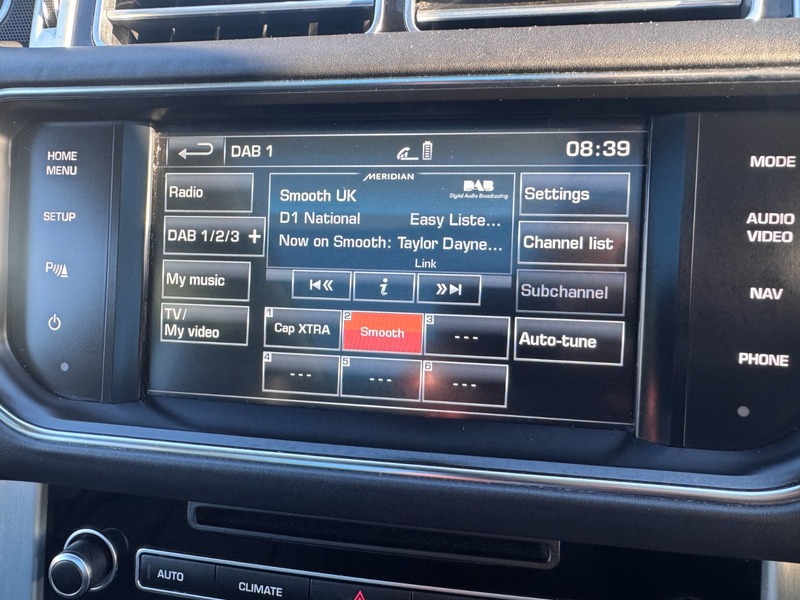 HOME
MENU
SETUP
P
DAB 1
08:39
Radio
DAB 1/2/3 +
My music
TV/
My video
MERIDIAN
Smooth UK
DAB
Digital Audio Broadcasting
D1 National
Easy Liste...
Now on Smooth: Taylor Dayne...
Link
i
Settings
Channel list
Subchannel
Auto-tune
1 Cap XTRA
2 Smooth
3 ---
4 ---
5 ---
6 ---
MODE
AUDIO
VIDEO
NAV
PHONE
AUTO
CLIMATE